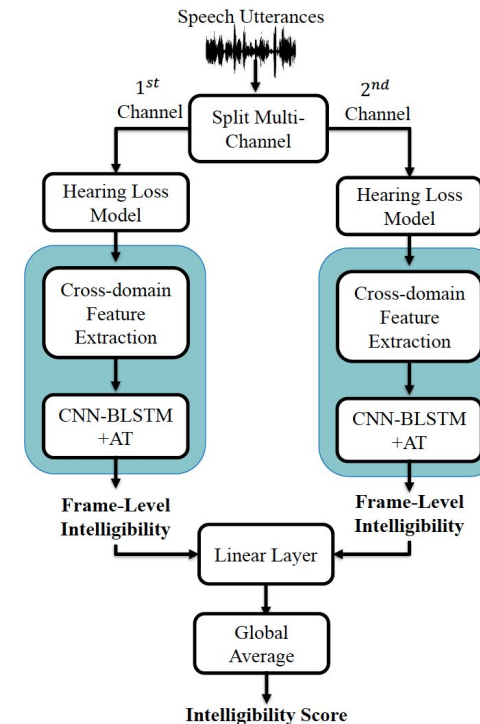 Speech Utterances
1st
Channel
2nd
Channel
Split Multi-
Channel
Hearing Loss
Model
Hearing Loss
Model
Cross-domain
Feature
Extraction
Cross-domain
Feature
Extraction
CNN-BLSTM
+AT
CNN-BLSTM
+AT
Frame-Level
Intelligibility
Frame-Level
Intelligibility
Linear Layer
Global
Average
Intelligibility Score